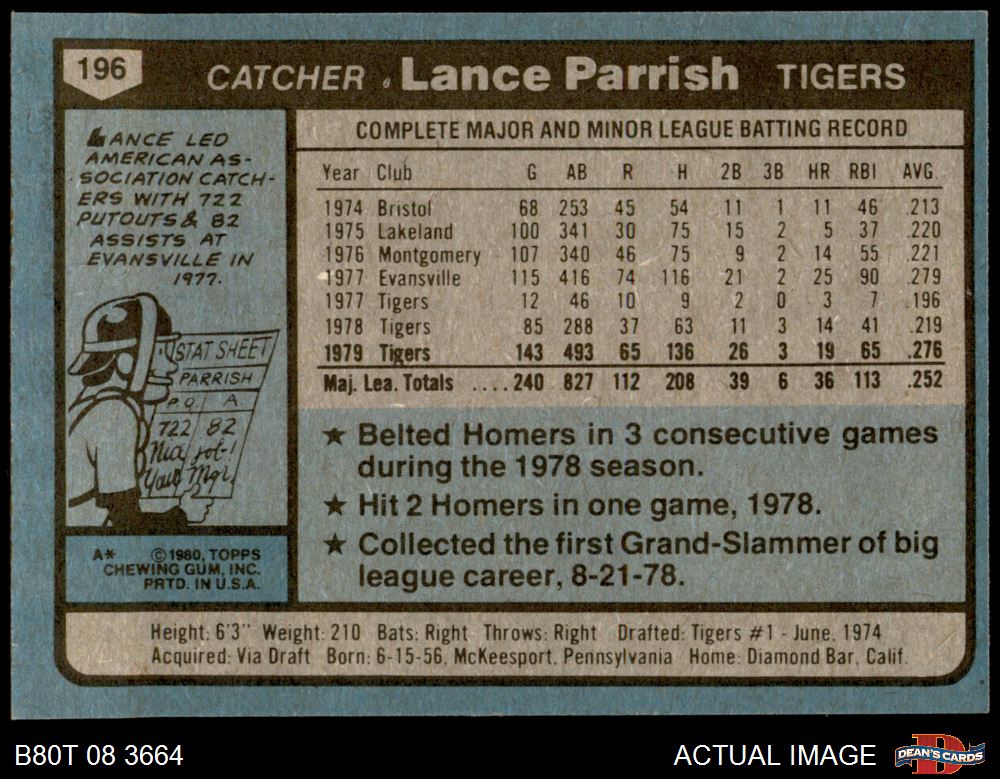 196
CATCHER • Lance Parrish TIGERS
LANCE LED
AMERICAN AS-
SOCIATION CATCH-
ERS WITH 722
PUTOUTS & 82
ASSISTS AT
EVANSVILLE IN
1977.
STAT SHEET
PARRISH
P.O. A.
722 82
Nice job!
Your Mgr.
A* © 1980, TOPPS
CHEWING GUM, INC.
PRTD. IN U.S.A.
COMPLETE MAJOR AND MINOR LEAGUE BATTING RECORD
Year Club G AB R H 2B 3B HR RBI AVG.
1974 Bristol 68 253 45 54 11 1 11 46 .213
1975 Lakeland 100 341 30 75 15 2 5 37 .220
1976 Montgomery 107 340 46 75 9 2 14 55 .221
1977 Evansville 115 416 74 116 21 2 25 90 .279
1977 Tigers 12 46 10 9 2 0 3 7 .196
1978 Tigers 85 288 37 63 11 3 14 41 .219
1979 Tigers 143 493 65 136 26 3 19 65 .276
Maj. Lea. Totals ....240 827 112 208 39 6 36 113 .252
★ Belted Homers in 3 consecutive games
during the 1978 season.
★ Hit 2 Homers in one game, 1978.
★ Collected the first Grand-Slammer of big
league career, 8-21-78.
Height: 6'3" Weight: 210 Bats: Right Throws: Right Drafted: Tigers #1 - June, 1974
Acquired: Via Draft Born: 6-15-56, McKeesport, Pennsylvania Home: Diamond Bar, Calif.
B80T 08 3664
ACTUAL IMAGE
D
DEAN'S CARDS